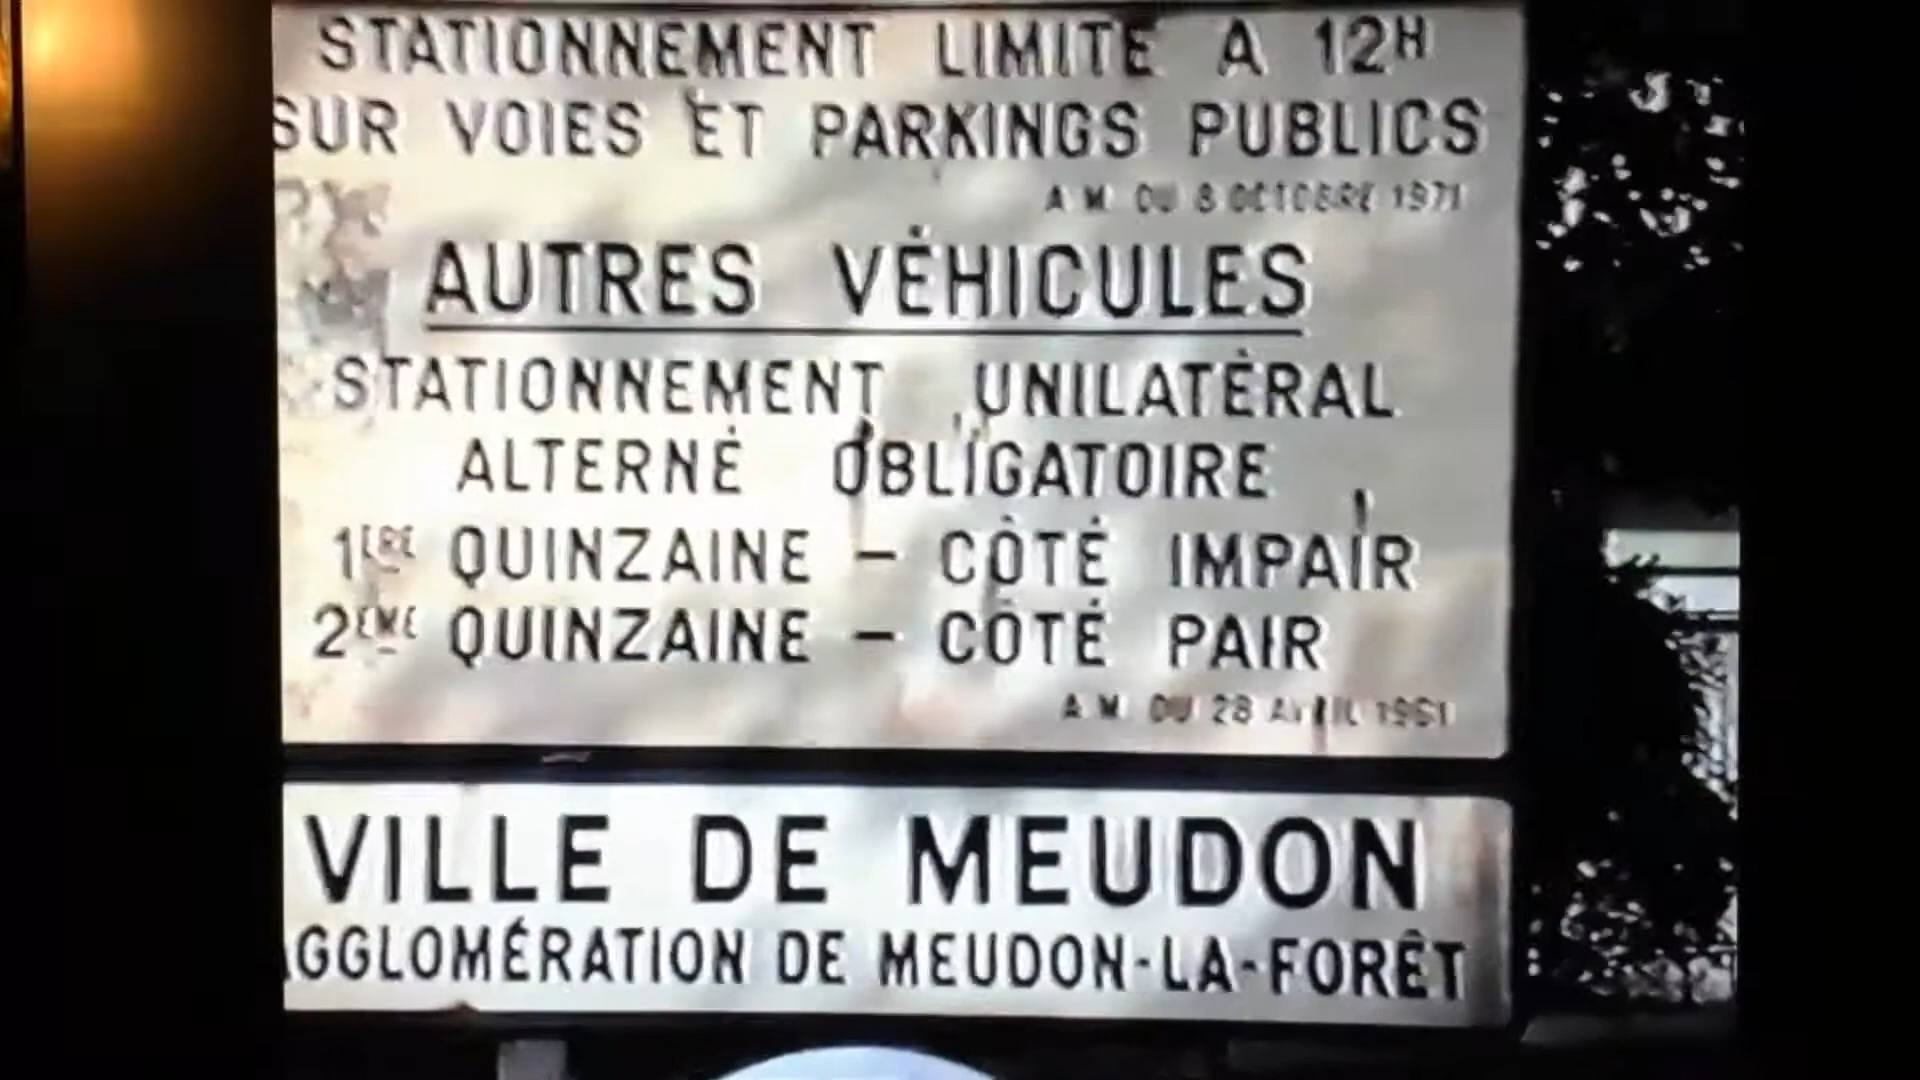 STATIONNEMENT LIMITÉ A 12H
SUR VOIES ET PARKINGS PUBLICS
A.M. DU 8 OCTOBRE 1971
AUTRES VÉHICULES
STATIONNEMENT UNILATÉRAL
ALTERNÉ OBLIGATOIRE
1ÈRE QUINZAINE – CÔTÉ IMPAIR
2ÈME QUINZAINE – CÔTÉ PAIR
A.M. DU 28 AVRIL 1961
VILLE DE MEUDON
AGGLOMÉRATION DE MEUDON-LA-FORÊT